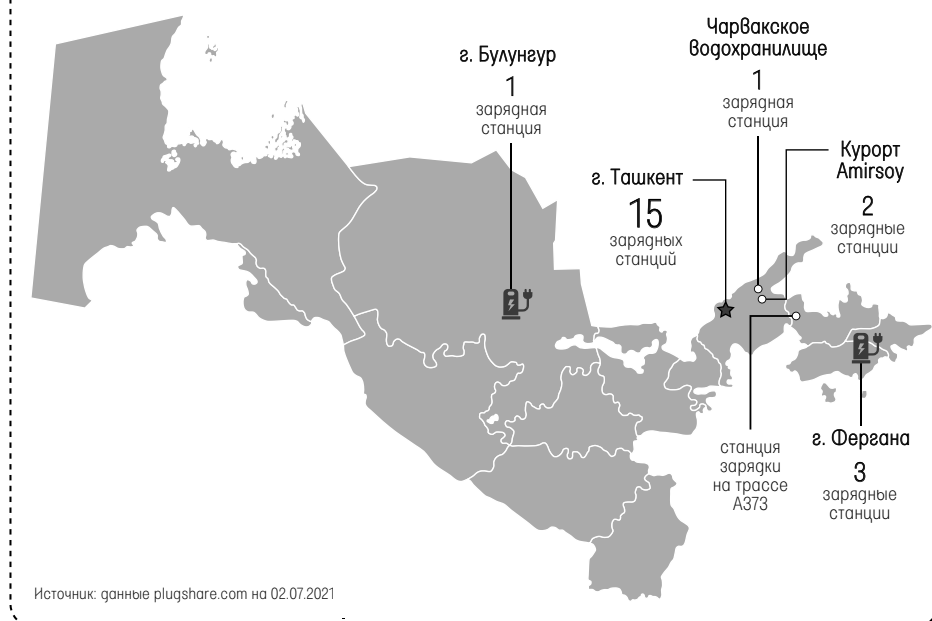 г. Булунгур
1
зарядная
станция
Чарвакское
водохранилище
1
зарядная
станция
Курорт
Amirsoy
2
зарядные
станции
г. Ташкент
15
зарядных
станций
станция
зарядки
на трассе
А373
г. Фергана
3
зарядные
станции
Источник: данные plugshare.com на 02.07.2021